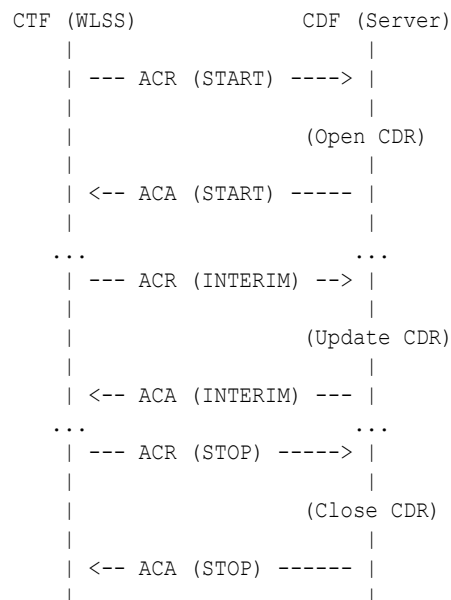 CTF (WLSS) CDF (Server)
| |
| --- ACR (START) ----> |
| |
| (Open CDR)
| |
| <-- ACA (START) ----- |
| |
... ...
| --- ACR (INTERIM) --> |
| |
| (Update CDR)
| |
| <-- ACA (INTERIM) --- |
... ...
| --- ACR (STOP) -----> |
| |
| (Close CDR)
| |
| <-- ACA (STOP) ------ |
| |